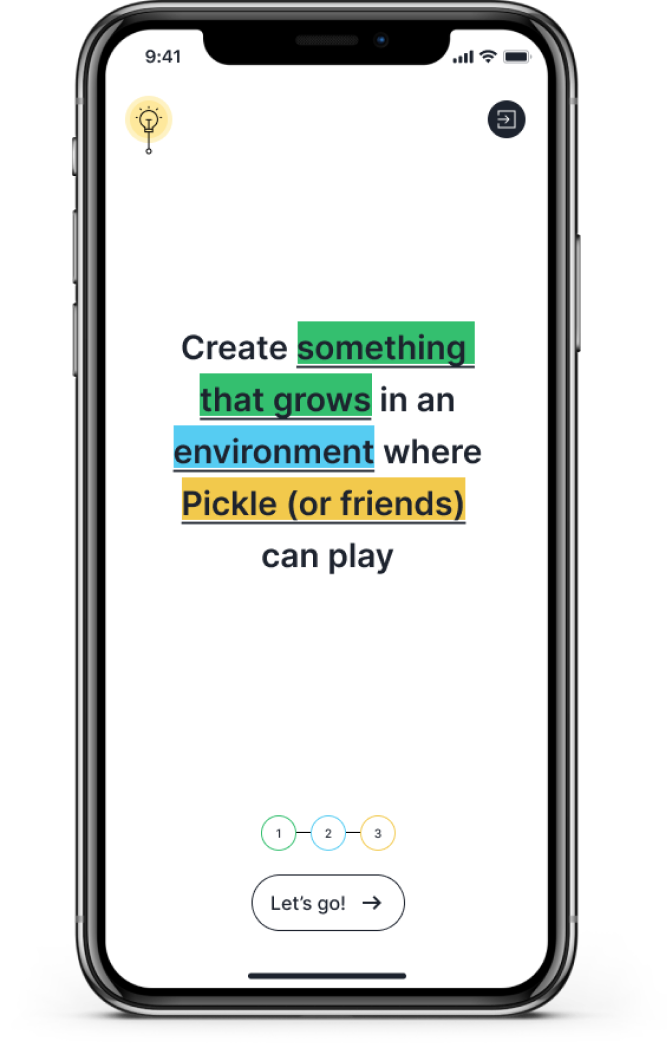 9:41
Create something
that grows in an
environment where
Pickle (or friends)
can play
1 2 3
Let’s go!